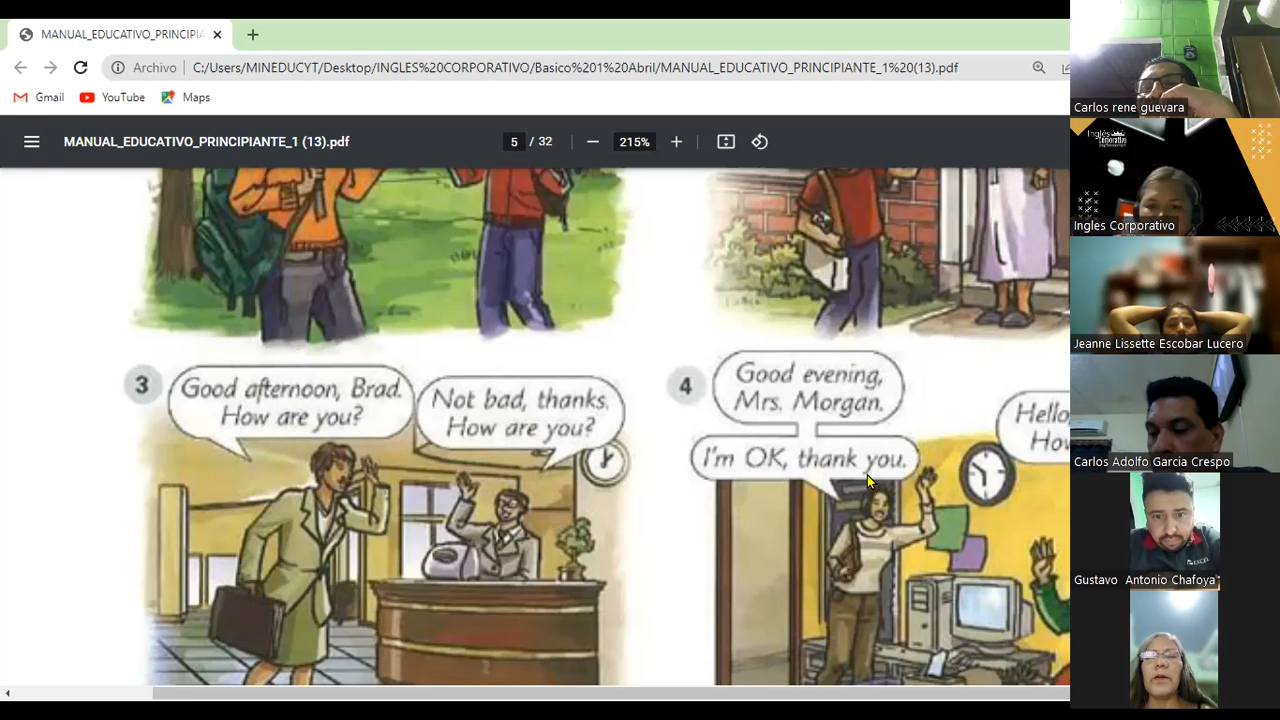 MANUAL_EDUCATIVO_PRINCIPIA
Archivo
C:/Users/MINEDUCYT/Desktop/INGLES%20CORPORATIVO/Basico%201%20Abril/MANUAL_EDUCATIVO_PRINCIPIANTE_1%20(13).pdf
Gmail
YouTube
Maps
MANUAL_EDUCATIVO_PRINCIPIANTE_1 (13).pdf
5 / 32
215%
3
Good afternoon, Brad.
How are you?
Not bad, thanks.
How are you?
4
Good evening,
Mrs. Morgan.
I'm OK, thank you.
Hello,
Carlos rene guevara
Inglés
Corporativo
Ingles Corporativo
Jeanne Lissette Escobar Lucero
Carlos Adolfo Garcia Crespo
Gustavo Antonio Chafoya